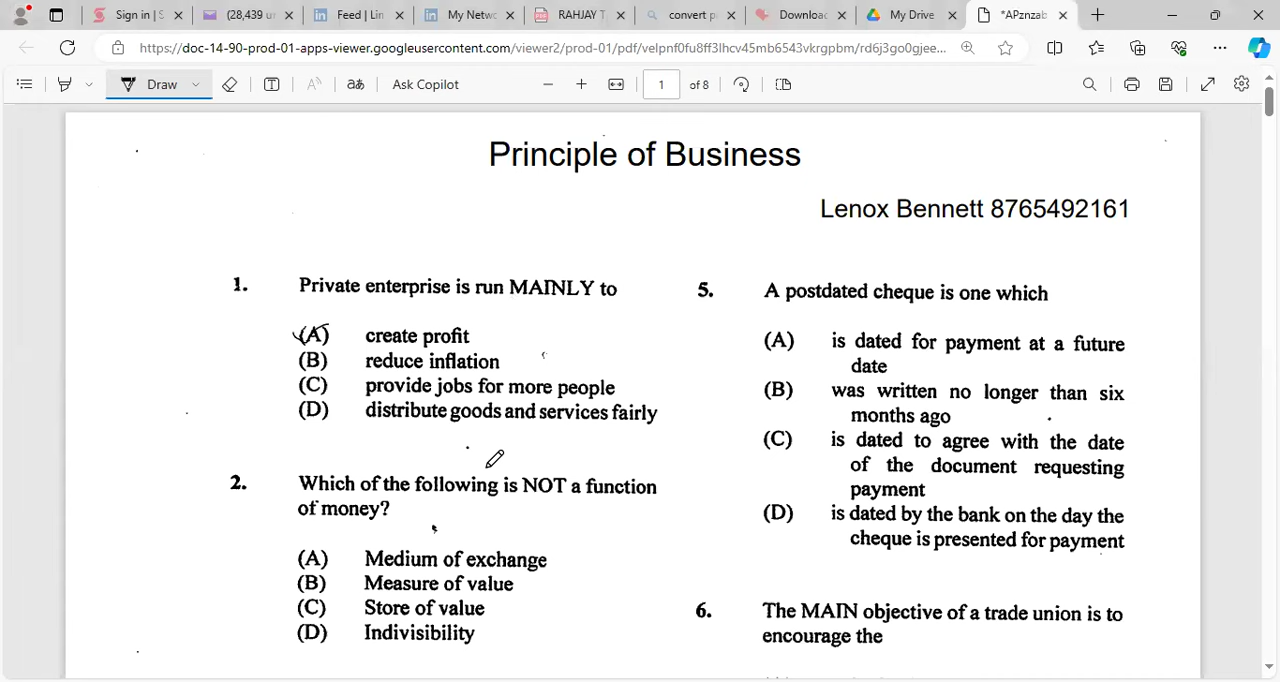 Sign in | S
(28,439 u
Feed | Lin
My Netwo
RAHJAY T
convert p
Downloac
My Drive
*APznzab
https://doc-14-90-prod-01-apps-viewer.googleusercontent.com/viewer2/prod-01/pdf/velpnf0fu8ff3lhcv45mb6543vkrgpbm/rd6j3go0gjee...
Draw
aあ
Ask Copilot
1
of 8
Principle of Business
Lenox Bennett 8765492161
1. Private enterprise is run MAINLY to
(A) create profit
(B) reduce inflation
(C) provide jobs for more people
(D) distribute goods and services fairly
2. Which of the following is NOT a function
of money?
(A) Medium of exchange
(B) Measure of value
(C) Store of value
(D) Indivisibility
5. A postdated cheque is one which
(A) is dated for payment at a future
date
(B) was written no longer than six
months ago
(C) is dated to agree with the date
of the document requesting
payment
(D) is dated by the bank on the day the
cheque is presented for payment
6. The MAIN objective of a trade union is to
encourage the